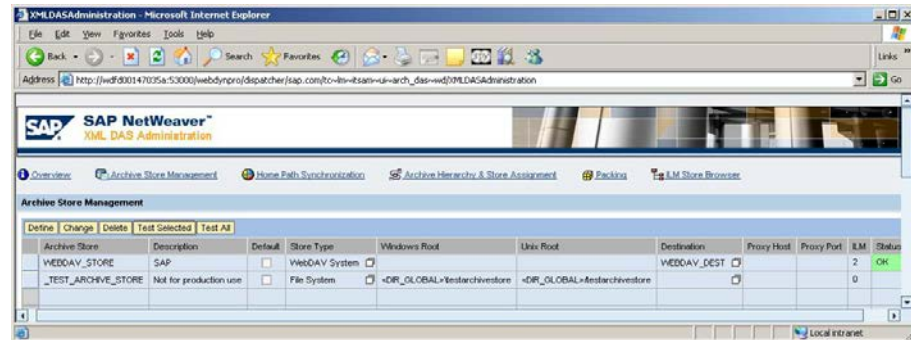 XMLDASAdministration - Microsoft Internet Explorer
File Edit View Favorites Tools Help
Back Search Favorites Links
Address http://wdfd00147035a:53000/webdynpro/dispatcher/sap.com/tc~lm~itsam~ui~arch_das~wd/XMLDASAdministration Go
SAP SAP NetWeaver™
XML DAS Administration
Overview Archive Store Management Home Path Synchronization Archive Hierarchy & Store Assignment Packing ILM Store Browser
Archive Store Management
Define Change Delete Test Selected Test All
Archive Store Description Default Store Type Windows Root Unix Root Destination Proxy Host Proxy Port ILM Status
WEBDAV_STORE SAP WebDAV System WEBDAV_DEST 2 OK
_TEST_ARCHIVE_STORE Not for production use File System <DIR_GLOBAL>\testarchivestore <DIR_GLOBAL>/testarchivestore 0
Local intranet